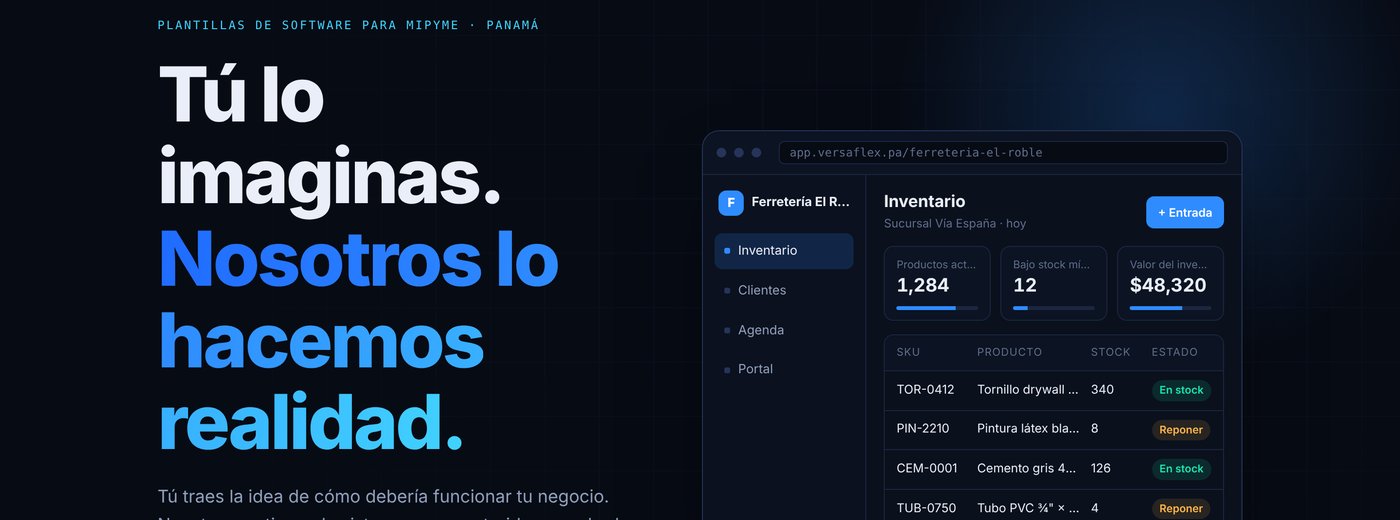 PLANTILLAS DE SOFTWARE PARA MIPYME · PANAMÁ
Tú lo
imaginas.
Nosotros lo
hacemos
realidad.
Tú traes la idea de cómo debería funcionar tu negocio.
app.versaflex.pa/ferreteria-el-roble
F Ferretería El R...
Inventario
Clientes
Agenda
Portal
Inventario
Sucursal Vía España · hoy
+ Entrada
Productos act...
1,284
Bajo stock mí...
12
Valor del inve...
$48,320
SKU PRODUCTO STOCK ESTADO
TOR-0412 Tornillo drywall ... 340 En stock
PIN-2210 Pintura látex bla... 8 Reponer
CEM-0001 Cemento gris 4... 126 En stock
TUB-0750 Tubo PVC ¾" × ... 4 Reponer